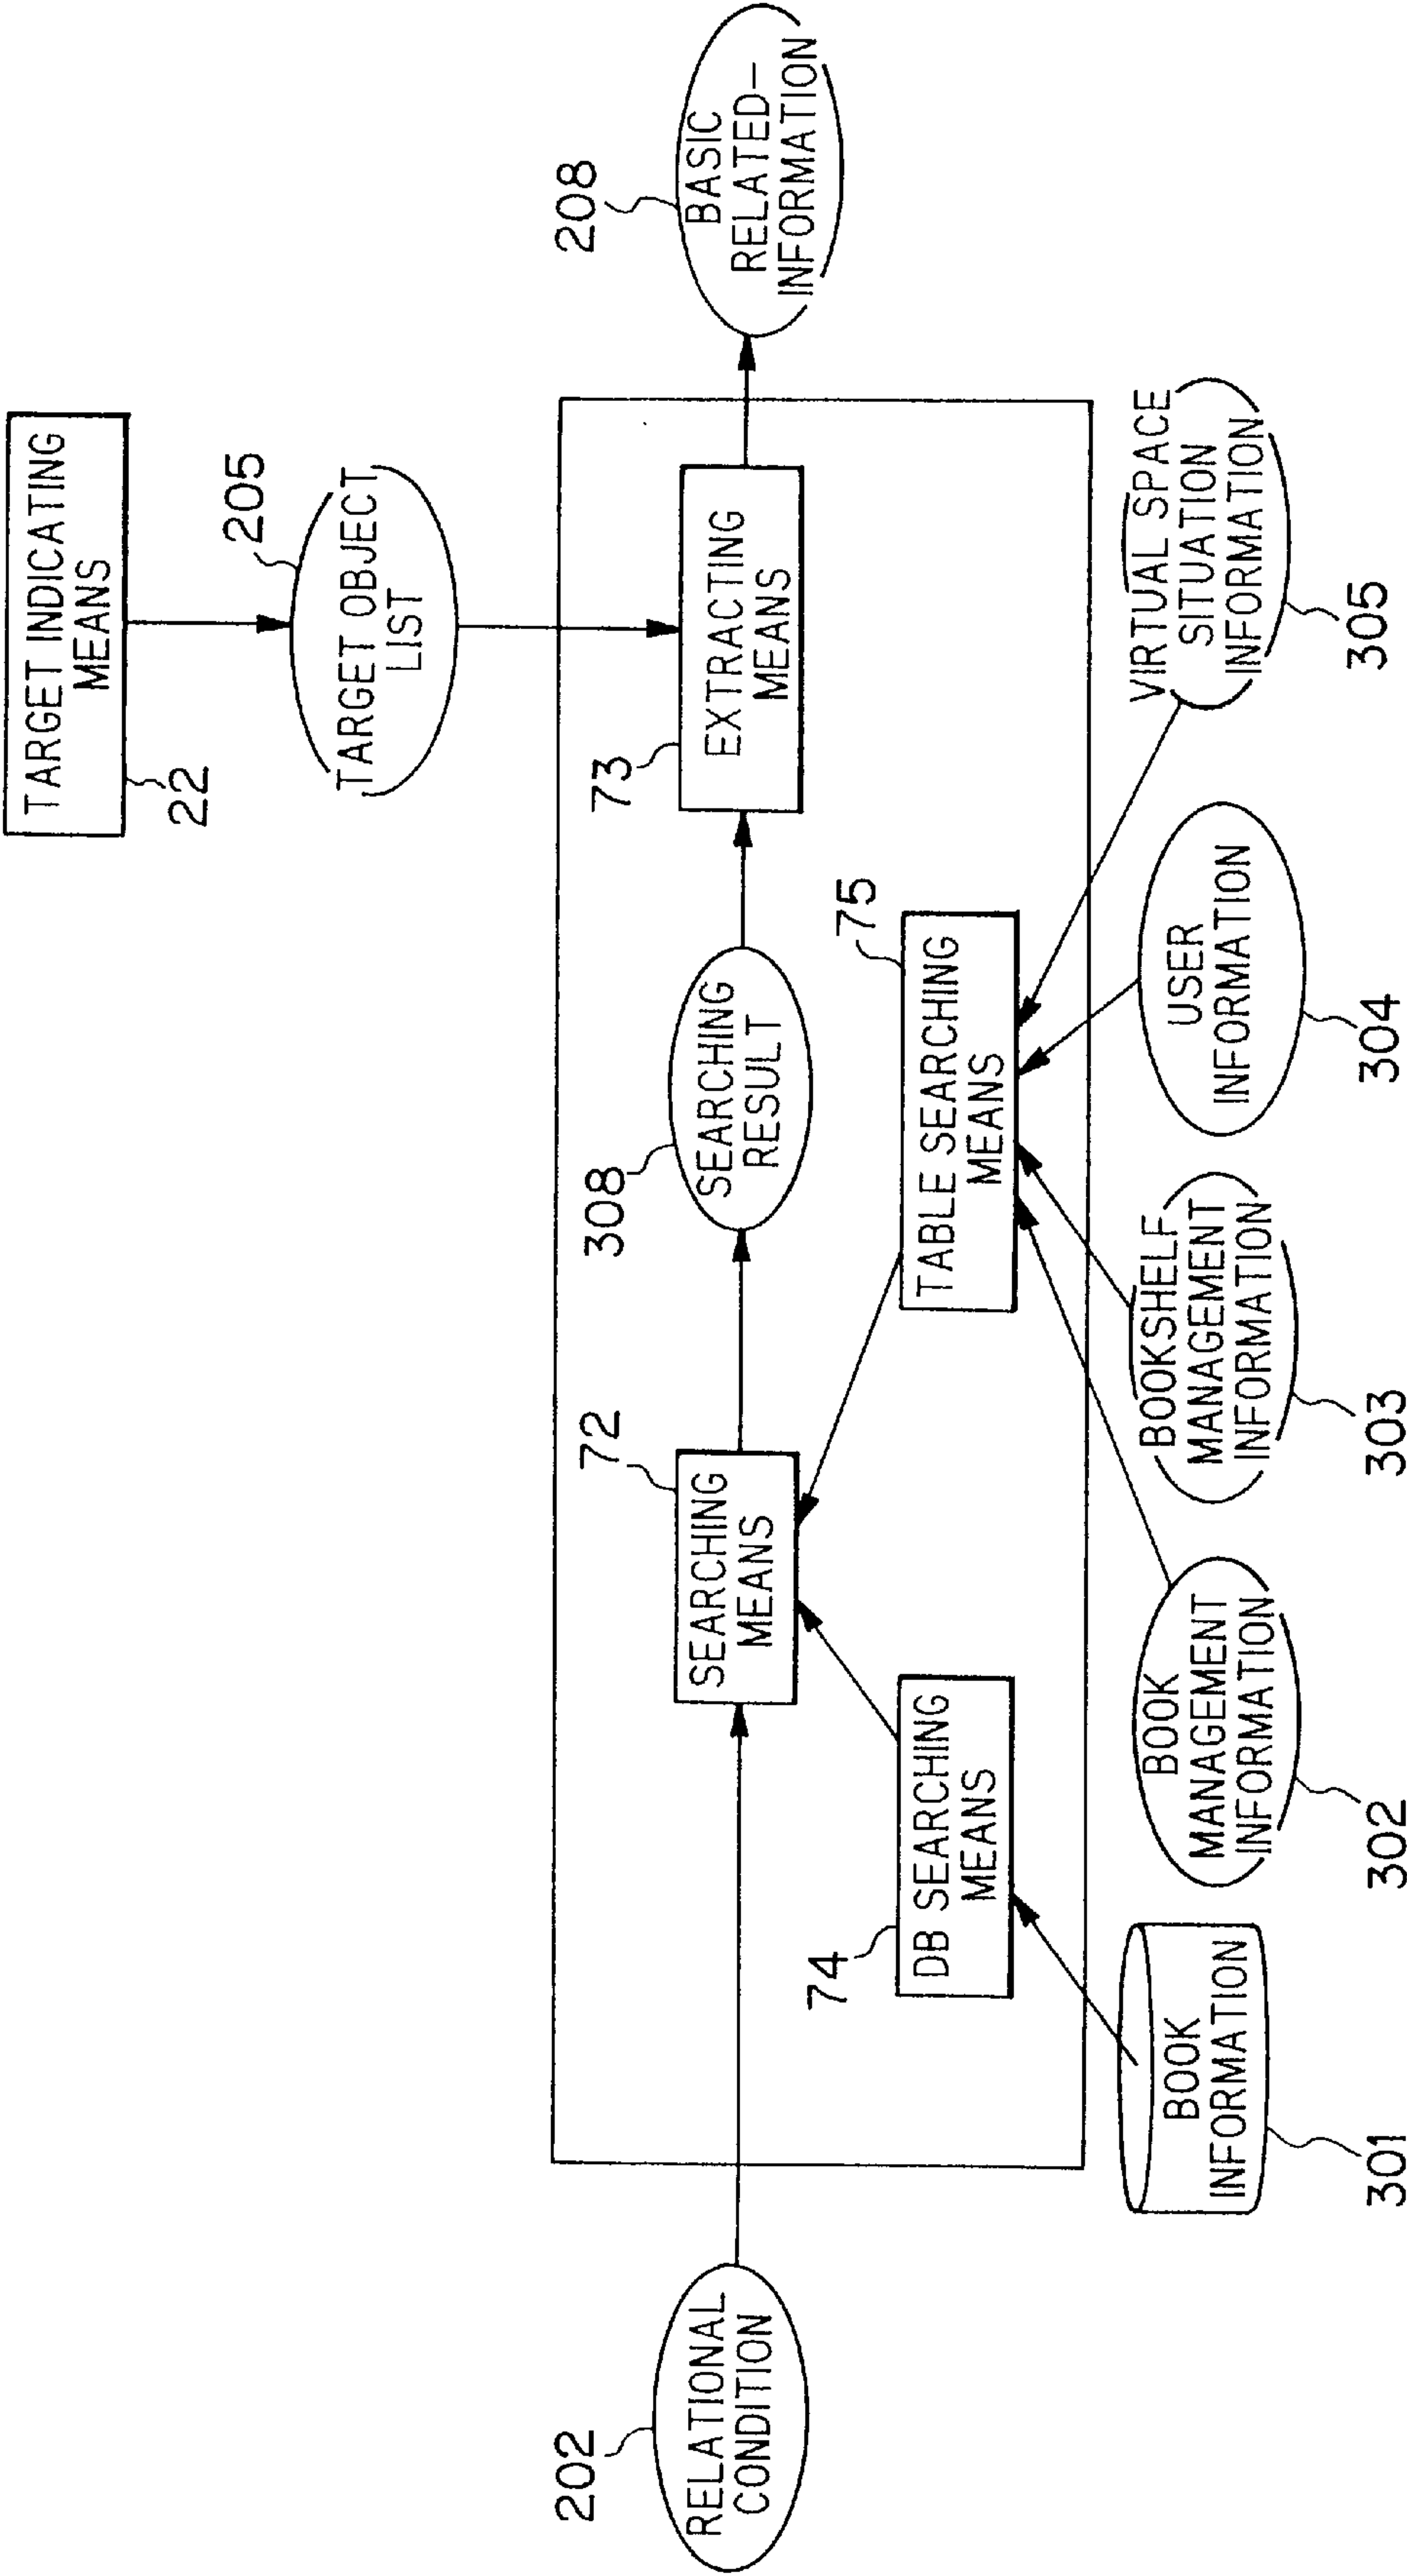 TARGET INDICATING
MEANS
22
205
TARGET OBJECT
LIST
202
RELATIONAL
CONDITION
72
SEARCHING
MEANS
308
SEARCHING
RESULT
73
EXTRACTING
MEANS
208
BASIC
RELATED-
INFORMATION
74
DB SEARCHING
MEANS
75
TABLE SEARCHING
MEANS
BOOK
INFORMATION
301
BOOK
MANAGEMENT
INFORMATION
302
BOOKSHELF
MANAGEMENT
INFORMATION
303
USER
INFORMATION
304
VIRTUAL SPACE
SITUATION
INFORMATION
305